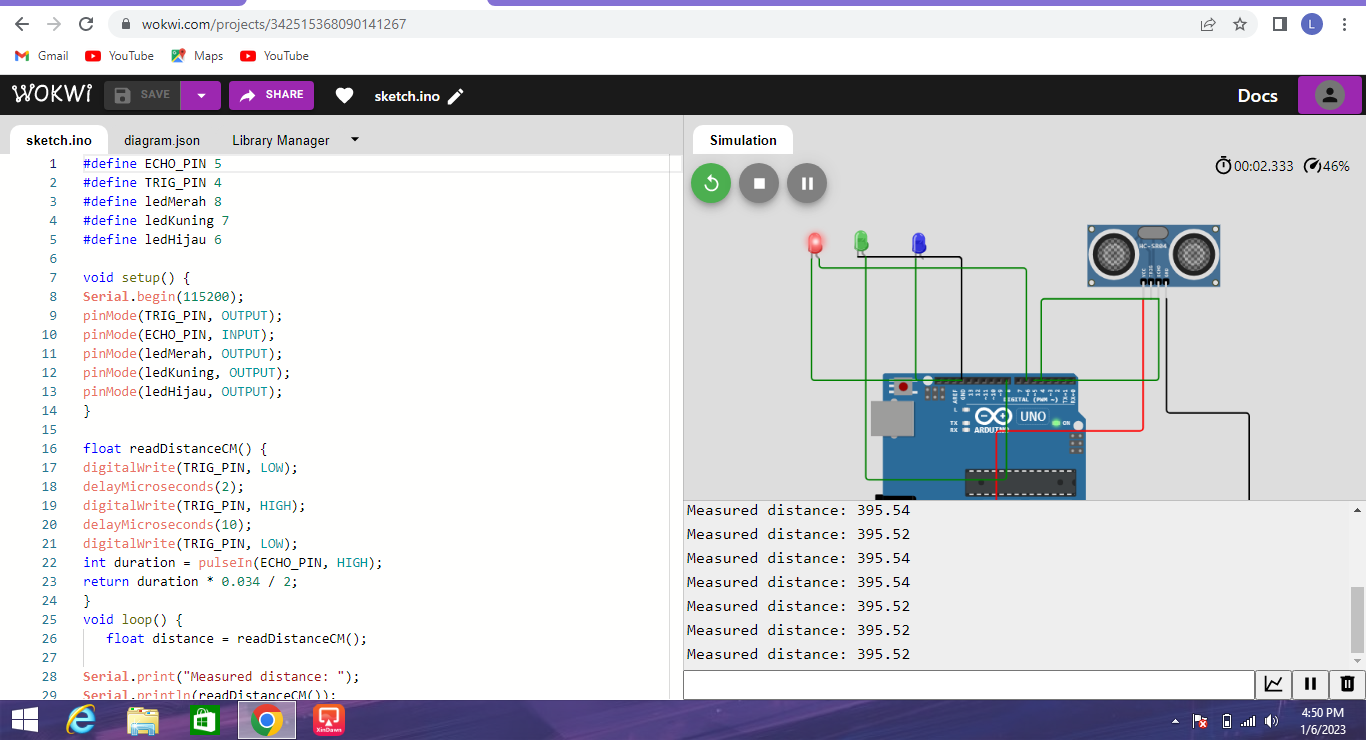 wokwi.com/projects/342515368090141267
L
Gmail YouTube Maps YouTube
WOKWI SAVE SHARE sketch.ino Docs
sketch.ino diagram.json Library Manager
Simulation
00:02.333 46%
1 #define ECHO_PIN 5
2 #define TRIG_PIN 4
3 #define ledMerah 8
4 #define ledKuning 7
5 #define ledHijau 6
6
7 void setup() {
8 Serial.begin(115200);
9 pinMode(TRIG_PIN, OUTPUT);
10 pinMode(ECHO_PIN, INPUT);
11 pinMode(ledMerah, OUTPUT);
12 pinMode(ledKuning, OUTPUT);
13 pinMode(ledHijau, OUTPUT);
14 }
15
16 float readDistanceCM() {
17 digitalWrite(TRIG_PIN, LOW);
18 delayMicroseconds(2);
19 digitalWrite(TRIG_PIN, HIGH);
20 delayMicroseconds(10);
21 digitalWrite(TRIG_PIN, LOW);
22 int duration = pulseIn(ECHO_PIN, HIGH);
23 return duration * 0.034 / 2;
24 }
25 void loop() {
26 float distance = readDistanceCM();
27
28 Serial.print("Measured distance: ");
29 Serial.println(readDistanceCM());
HC-SR04
VCC
TRIG
ECHO
GND
AREF
GND
13
12
DIGITAL (PWM ~)
L
TX
RX
UNO
ON
ARDUINO
Measured distance: 395.54
Measured distance: 395.52
Measured distance: 395.54
Measured distance: 395.54
Measured distance: 395.52
Measured distance: 395.52
Measured distance: 395.52
XinDawn
4:50 PM
1/6/2023